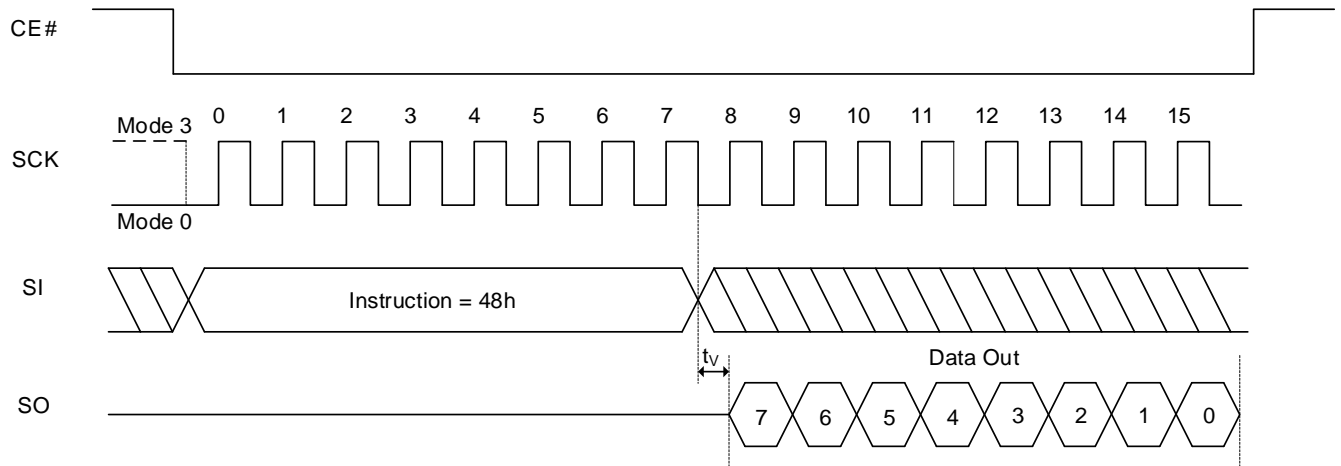 CE#
0 1 2 3 4 5 6 7 8 9 10 11 12 13 14 15
Mode 3
SCK
Mode 0
SI
Instruction = 48h
tV
Data Out
SO
7 6 5 4 3 2 1 0